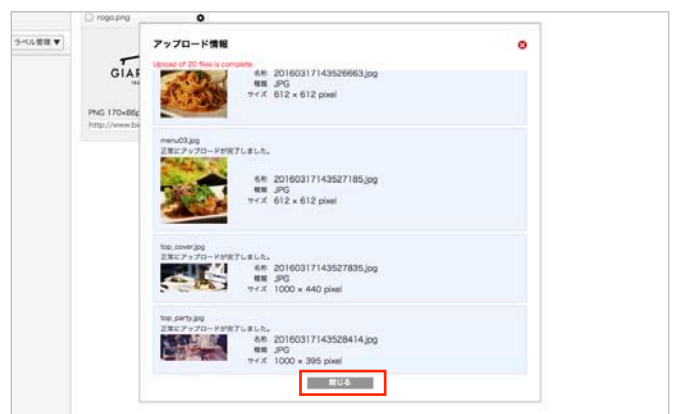 rogo.png
ラベル管理 ▼
GIAR
PNG 170×86p
http://www.bi
アップロード情報
Upload of 20 files is complete.
名称 20160317143526663.jpg
種類 JPG
サイズ 612 × 612 pixel
menu03.jpg
正常にアップロードが完了しました。
名称 20160317143527185.jpg
種類 JPG
サイズ 612 × 612 pixel
top_cover.jpg
正常にアップロードが完了しました。
名称 20160317143527835.jpg
種類 JPG
サイズ 1000 × 440 pixel
top_party.jpg
正常にアップロードが完了しました。
名称 20160317143528414.jpg
種類 JPG
サイズ 1000 × 395 pixel
閉じる